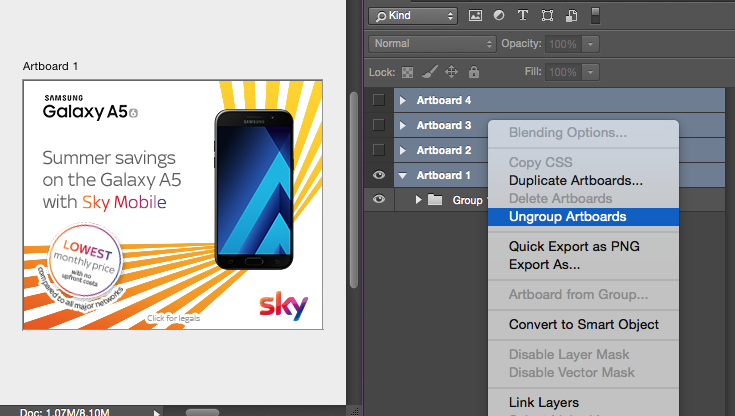 Artboard 1
SAMSUNG
Galaxy A5 6
Summer savings
on the Galaxy A5
with Sky Mobile
LOWEST
monthly price
with no
upfront costs
compared to all major networks
sky
Click for legals
Doc: 1.07M/8.10M
Kind
T
Normal
Opacity: 100%
Lock:
Fill: 100%
Artboard 4
Artboard 3
Artboard 2
Artboard 1
Group
Blending Options...
Copy CSS
Duplicate Artboards...
Delete Artboards
Ungroup Artboards
Quick Export as PNG
Export As...
Artboard from Group...
Convert to Smart Object
Disable Layer Mask
Disable Vector Mask
Link Layers